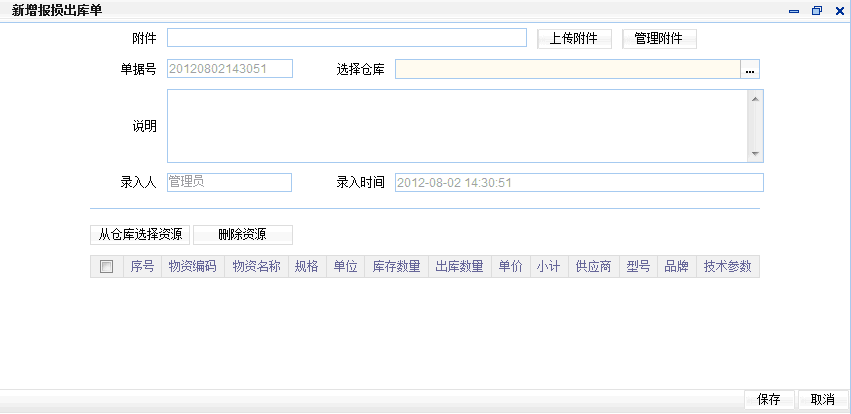 新增报损出库单
附件 上传附件 管理附件
单据号 20120802143051 选择仓库 ...
说明
录入人 管理员 录入时间 2012-08-02 14:30:51
从仓库选择资源 删除资源
序号 物资编码 物资名称 规格 单位 库存数量 出库数量 单价 小计 供应商 型号 品牌 技术参数
保存 取消